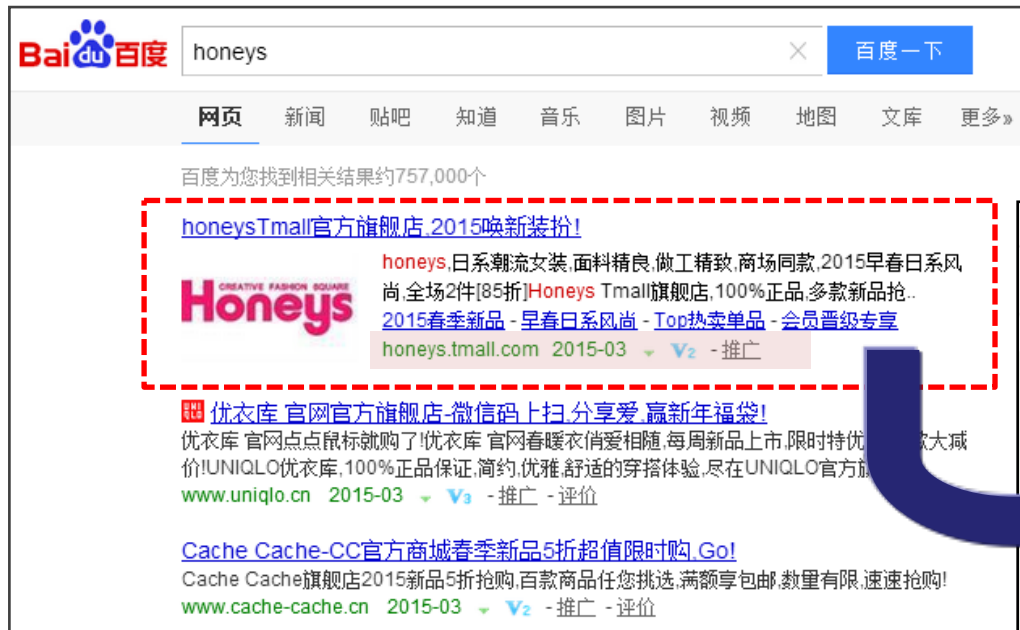 Bai du 百度 honeys 百度一下
网页 新闻 贴吧 知道 音乐 图片 视频 地图 文库 更多»
百度为您找到相关结果约757,000个
honeysTmall官方旗舰店,2015唤新装扮!
CREATIVE FASHION SQUARE
Honeys
honeys,日系潮流女装,面料精良,做工精致,商场同款,2015早春日系风
尚,全场2件[85折]Honeys Tmall旗舰店,100%正品,多款新品抢..
2015春季新品 - 早春日系风尚 - Top热卖单品 - 会员晋级专享
honeys.tmall.com 2015-03 V2 - 推广
UNIQLO 优衣库 官网官方旗舰店-微信码上扫.分享爱.赢新年福袋!
优衣库 官网点点鼠标就购了!优衣库 官网春暖衣俏爱相随,每周新品上市,限时特优 大减
价!UNIQLO优衣库,100%正品保证,简约,优雅,舒适的穿搭体验,尽在UNIQLO官方
www.uniqlo.cn 2015-03 V3 - 推广 - 评价
Cache Cache-CC官方商城春季新品5折超值限时购,Go!
Cache Cache旗舰店2015新品5折抢购,百款商品任您挑选,满额享包邮,数量有限,速速抢购!
www.cache-cache.cn 2015-03 V2 - 推广 - 评价